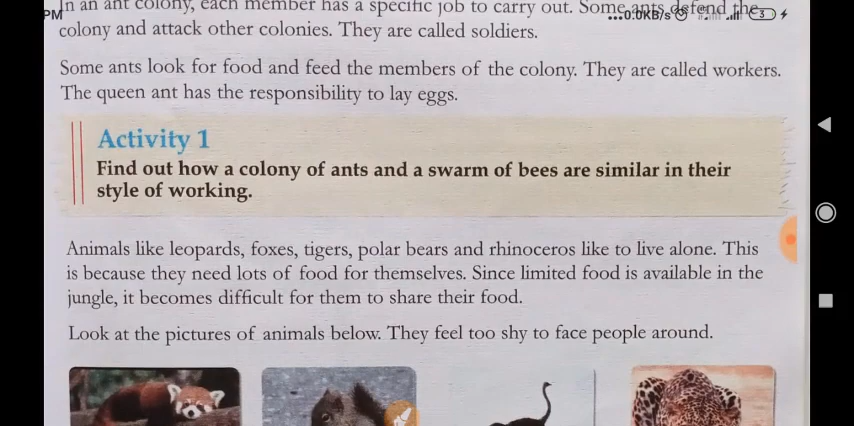 In an ant colony, each member has a specific job to carry out. Some ants defend the
PM
...0.0KB/s
3
colony and attack other colonies. They are called soldiers.
Some ants look for food and feed the members of the colony. They are called workers.
The queen ant has the responsibility to lay eggs.
Activity 1
Find out how a colony of ants and a swarm of bees are similar in their
style of working.
Animals like leopards, foxes, tigers, polar bears and rhinoceros like to live alone. This
is because they need lots of food for themselves. Since limited food is available in the
jungle, it becomes difficult for them to share their food.
Look at the pictures of animals below. They feel too shy to face people around.